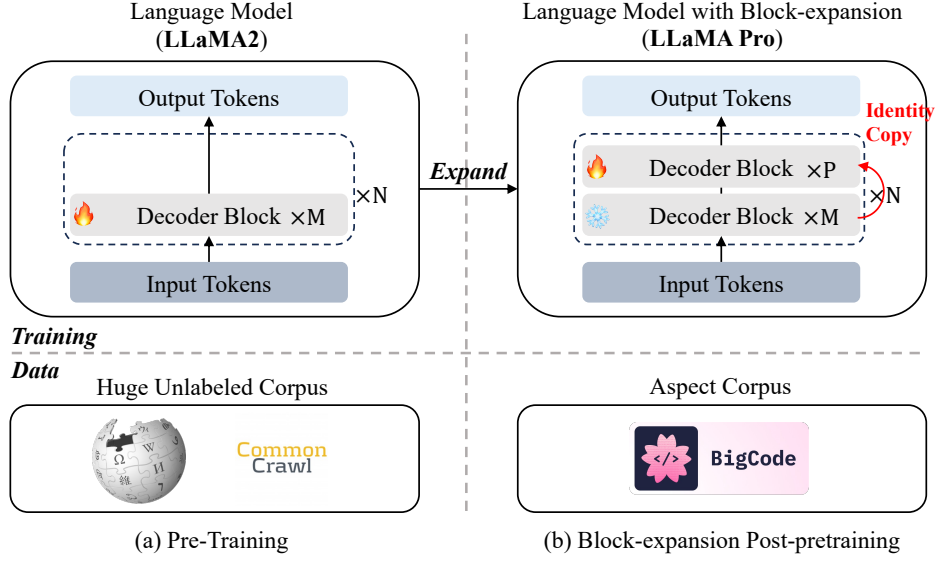 Language Model
(LLaMA2)
Output Tokens
Decoder Block ×M
×N
Input Tokens
Expand
Language Model with Block-expansion
(LLaMA Pro)
Output Tokens
Identity
Copy
Decoder Block ×P
Decoder Block ×M
×N
Input Tokens
Training
Data
Huge Unlabeled Corpus
Ω
W
И
維
Common
Crawl
(a) Pre-Training
Aspect Corpus
</>
BigCode
(b) Block-expansion Post-pretraining